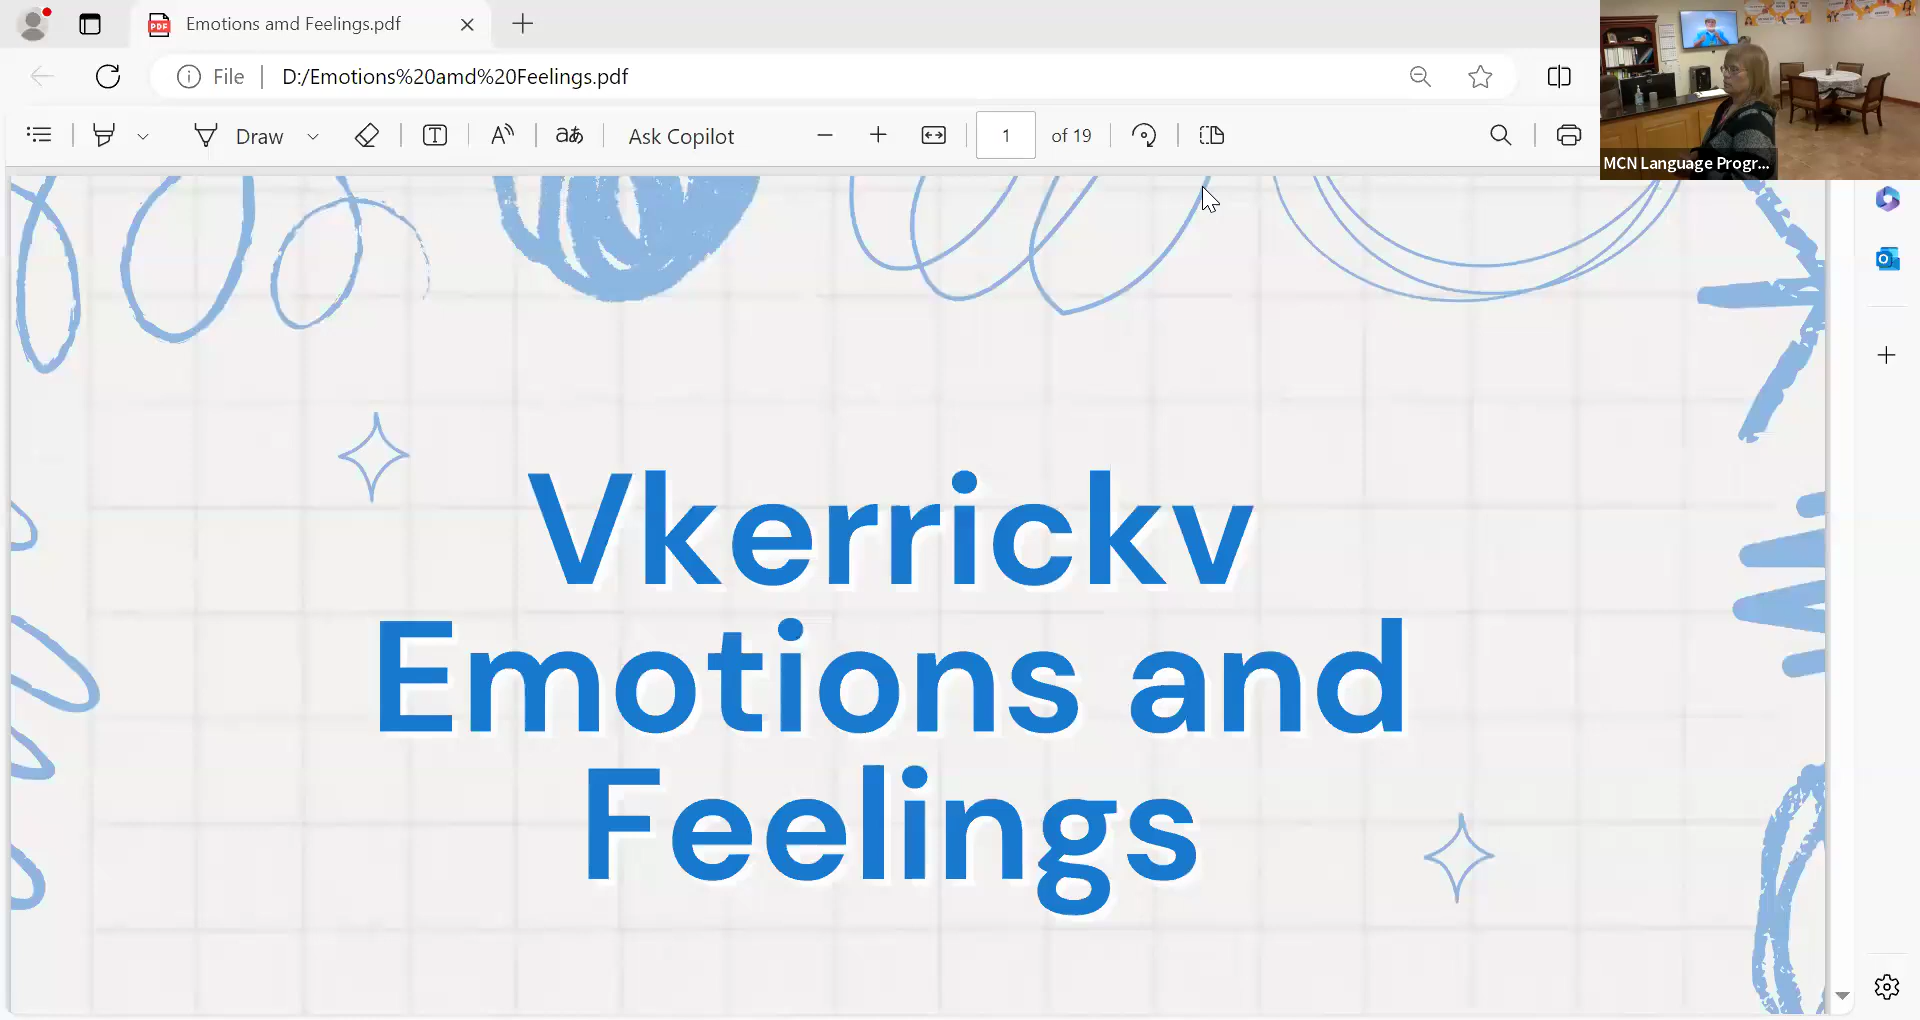 Emotions amd Feelings.pdf
File
D:/Emotions%20amd%20Feelings.pdf
Draw
Ask Copilot
1
of 19
MCN Language Progr...
Vkerrickv
Emotions and
Feelings